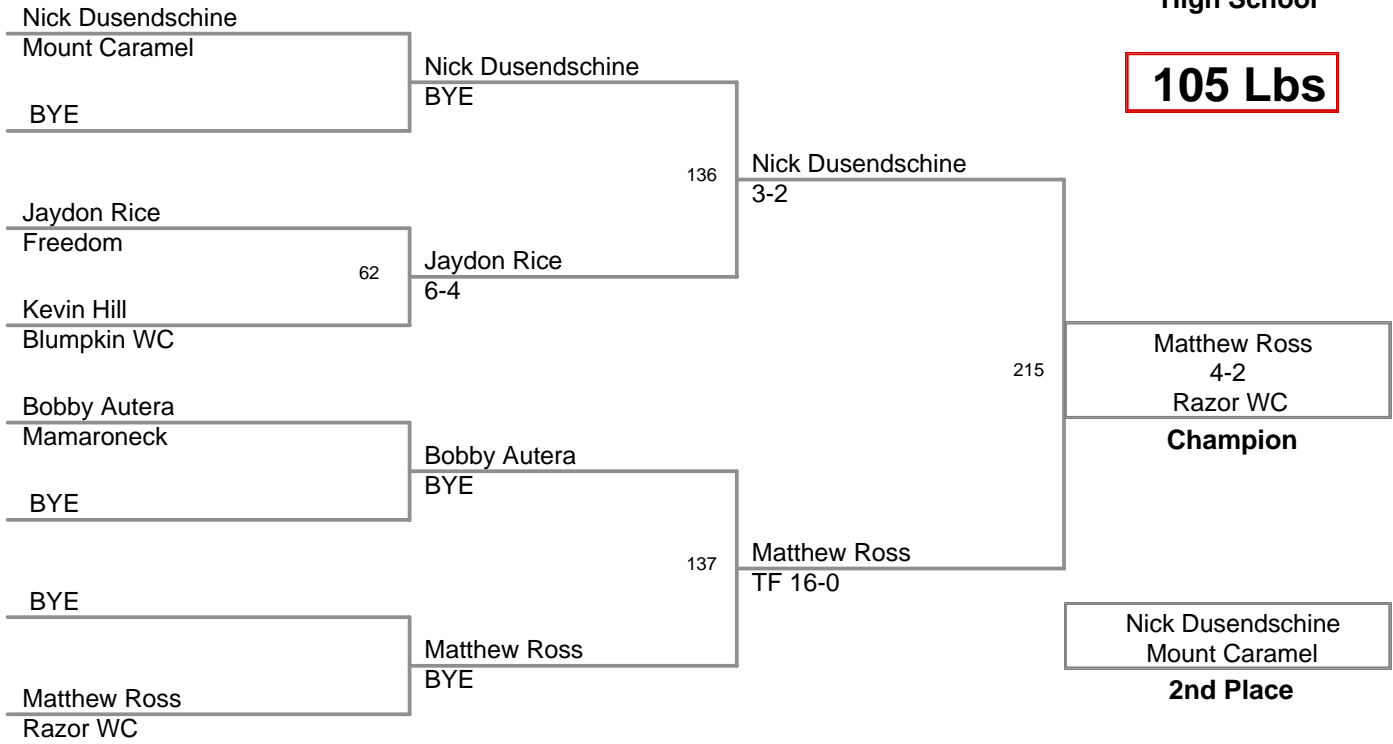 High School
105 Lbs
Nick Dusendschine
Mount Caramel
BYE
Jaydon Rice
Freedom
62
Kevin Hill
Blumpkin WC
Bobby Autera
Mamaroneck
BYE
BYE
Matthew Ross
Razor WC
Nick Dusendschine
BYE
136
Jaydon Rice
6-4
Bobby Autera
BYE
137
Matthew Ross
BYE
Nick Dusendschine
3-2
215
Matthew Ross
TF 16-0
Matthew Ross
4-2
Razor WC
Champion
Nick Dusendschine
Mount Caramel
2nd Place